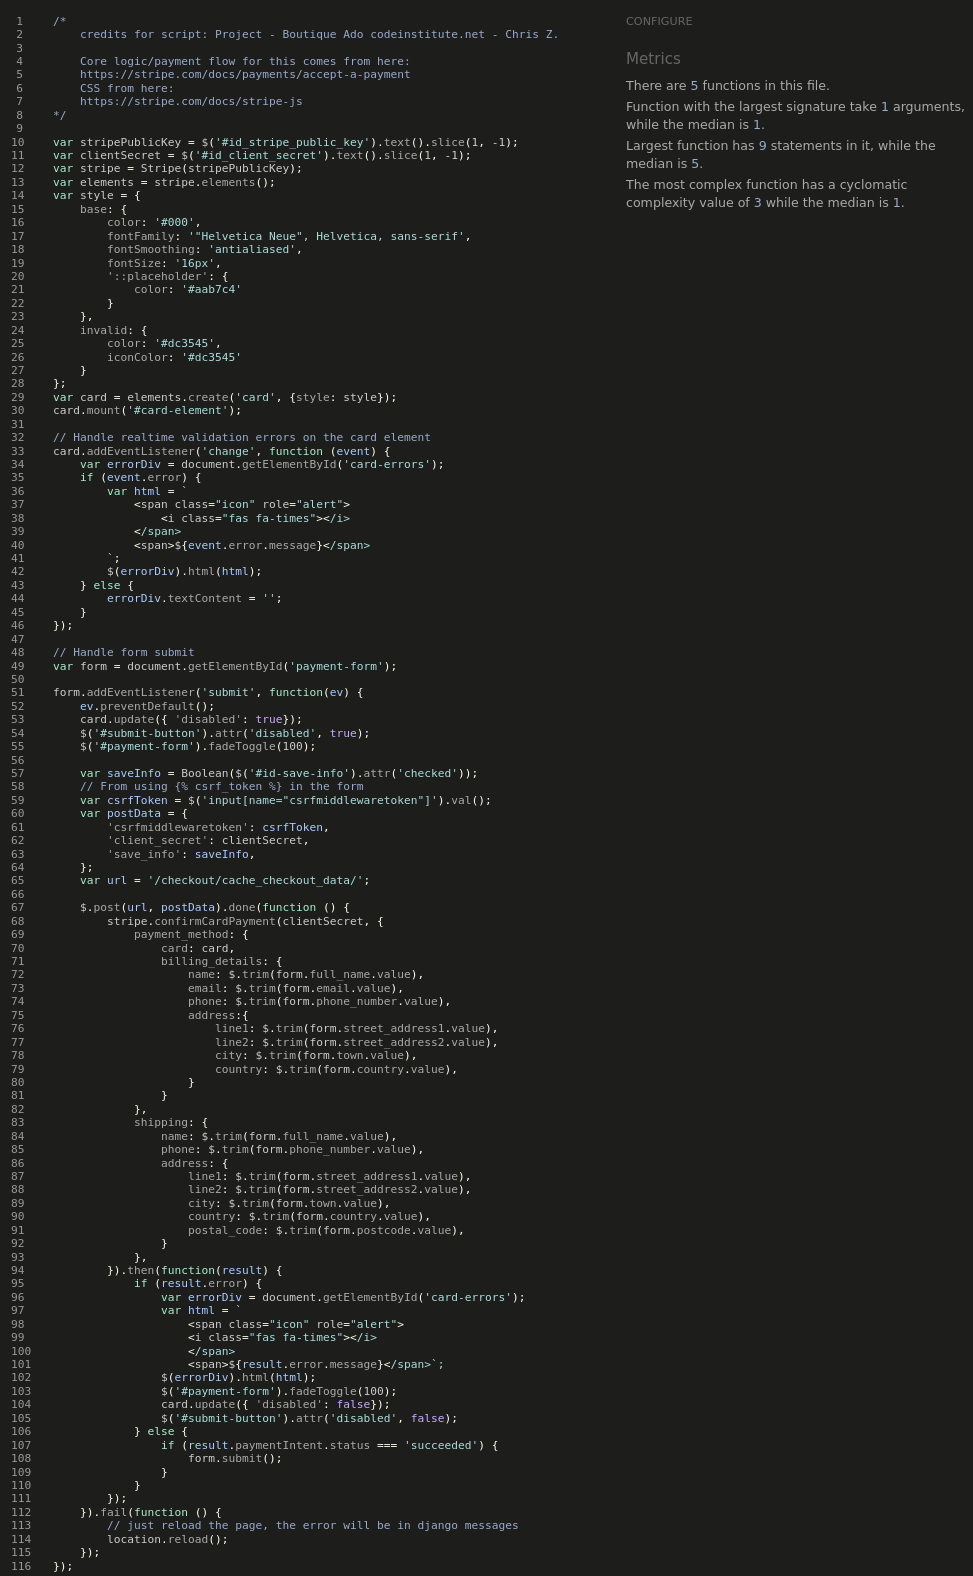 1 /*
2     credits for script: Project - Boutique Ado codeinstitute.net - Chris Z.
3
4     Core logic/payment flow for this comes from here:
5     https://stripe.com/docs/payments/accept-a-payment
6     CSS from here:
7     https://stripe.com/docs/stripe-js
8 */
9
10 var stripePublicKey = $('#id_stripe_public_key').text().slice(1, -1);
11 var clientSecret = $('#id_client_secret').text().slice(1, -1);
12 var stripe = Stripe(stripePublicKey);
13 var elements = stripe.elements();
14 var style = {
15     base: {
16         color: '#000',
17         fontFamily: '"Helvetica Neue", Helvetica, sans-serif',
18         fontSmoothing: 'antialiased',
19         fontSize: '16px',
20         '::placeholder': {
21             color: '#aab7c4'
22         }
23     },
24     invalid: {
25         color: '#dc3545',
26         iconColor: '#dc3545'
27     }
28 };
29 var card = elements.create('card', {style: style});
30 card.mount('#card-element');
31
32 // Handle realtime validation errors on the card element
33 card.addEventListener('change', function (event) {
34     var errorDiv = document.getElementById('card-errors');
35     if (event.error) {
36         var html = `
37             <span class="icon" role="alert">
38                 <i class="fas fa-times"></i>
39             </span>
40             <span>${event.error.message}</span>
41         `;
42         $(errorDiv).html(html);
43     } else {
44         errorDiv.textContent = '';
45     }
46 });
47
48 // Handle form submit
49 var form = document.getElementById('payment-form');
50
51 form.addEventListener('submit', function(ev) {
52     ev.preventDefault();
53     card.update({ 'disabled': true});
54     $('#submit-button').attr('disabled', true);
55     $('#payment-form').fadeToggle(100);
56
57     var saveInfo = Boolean($('#id-save-info').attr('checked'));
58     // From using {% csrf_token %} in the form
59     var csrfToken = $('input[name="csrfmiddlewaretoken"]').val();
60     var postData = {
61         'csrfmiddlewaretoken': csrfToken,
62         'client_secret': clientSecret,
63         'save_info': saveInfo,
64     };
65     var url = '/checkout/cache_checkout_data/';
66
67     $.post(url, postData).done(function () {
68         stripe.confirmCardPayment(clientSecret, {
69             payment_method: {
70                 card: card,
71                 billing_details: {
72                     name: $.trim(form.full_name.value),
73                     email: $.trim(form.email.value),
74                     phone: $.trim(form.phone_number.value),
75                     address:{
76                         line1: $.trim(form.street_address1.value),
77                         line2: $.trim(form.street_address2.value),
78                         city: $.trim(form.town.value),
79                         country: $.trim(form.country.value),
80                     }
81                 }
82             },
83             shipping: {
84                 name: $.trim(form.full_name.value),
85                 phone: $.trim(form.phone_number.value),
86                 address: {
87                     line1: $.trim(form.street_address1.value),
88                     line2: $.trim(form.street_address2.value),
89                     city: $.trim(form.town.value),
90                     country: $.trim(form.country.value),
91                     postal_code: $.trim(form.postcode.value),
92                 }
93             },
94         }).then(function(result) {
95             if (result.error) {
96                 var errorDiv = document.getElementById('card-errors');
97                 var html = `
98                     <span class="icon" role="alert">
99                     <i class="fas fa-times"></i>
100                     </span>
101                     <span>${result.error.message}</span>`;
102                 $(errorDiv).html(html);
103                 $('#payment-form').fadeToggle(100);
104                 card.update({ 'disabled': false});
105                 $('#submit-button').attr('disabled', false);
106             } else {
107                 if (result.paymentIntent.status === 'succeeded') {
108                     form.submit();
109                 }
110             }
111         });
112     }).fail(function () {
113         // just reload the page, the error will be in django messages
114         location.reload();
115     });
116 });
CONFIGURE
Metrics
There are 5 functions in this file.
Function with the largest signature take 1 arguments,
while the median is 1.
Largest function has 9 statements in it, while the
median is 5.
The most complex function has a cyclomatic
complexity value of 3 while the median is 1.